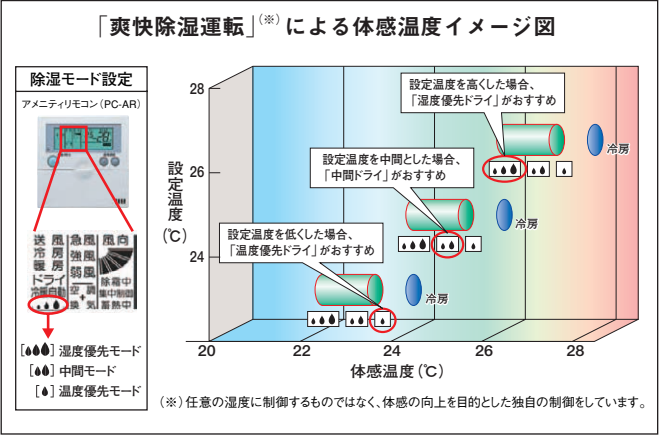 「爽快除湿運転」(※)による体感温度イメージ図
除湿モード設定
アメニティリモコン(PC-AR)
送風 急風 風向
冷房 強風
暖房 弱風
ドライ 除霜中
冷暖自動 空調 集中制御
+ 換気 蓄熱中
[ ] 湿度優先モード
[ ] 中間モード
[ ] 温度優先モード
設定温度を高くした場合、
「湿度優先ドライ」がおすすめ
冷房
設定温度を中間とした場合、
「中間ドライ」がおすすめ
冷房
設定温度を低くした場合、
「温度優先ドライ」がおすすめ
冷房
設定温度
(℃)
28
26
24
20 22 24 26 28
体感温度(℃)
(※)任意の湿度に制御するものではなく、体感の向上を目的とした独自の制御をしています。